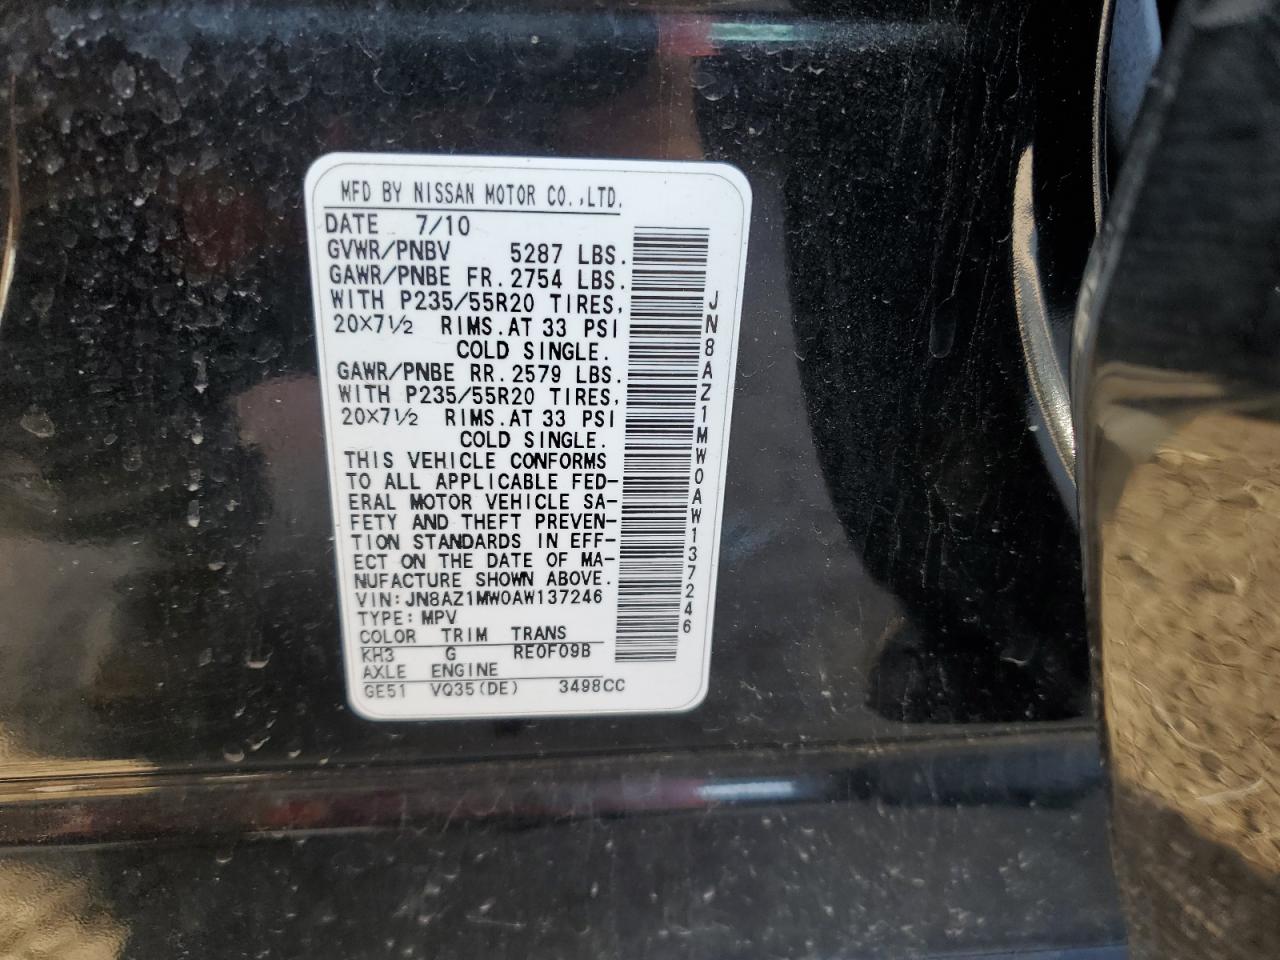 MFD BY NISSAN MOTOR CO.,LTD.
DATE 7/10
GVWR/PNBV 5287 LBS.
GAWR/PNBE FR. 2754 LBS.
WITH P235/55R20 TIRES,
20X7½ RIMS. AT 33 PSI
COLD SINGLE.
GAWR/PNBE RR. 2579 LBS.
WITH P235/55R20 TIRES,
20X7½ RIMS. AT 33 PSI
COLD SINGLE.
THIS VEHICLE CONFORMS
TO ALL APPLICABLE FED-
ERAL MOTOR VEHICLE SA-
FETY AND THEFT PREVEN-
TION STANDARDS IN EFF-
ECT ON THE DATE OF MA-
NUFACTURE SHOWN ABOVE.
VIN: JN8AZ1MW0AW137246
TYPE: MPV
COLOR TRIM TRANS
KH3 G RE0F09B
AXLE ENGINE
GE51 VQ35(DE) 3498CC
JN8AZ1MW0AW137246